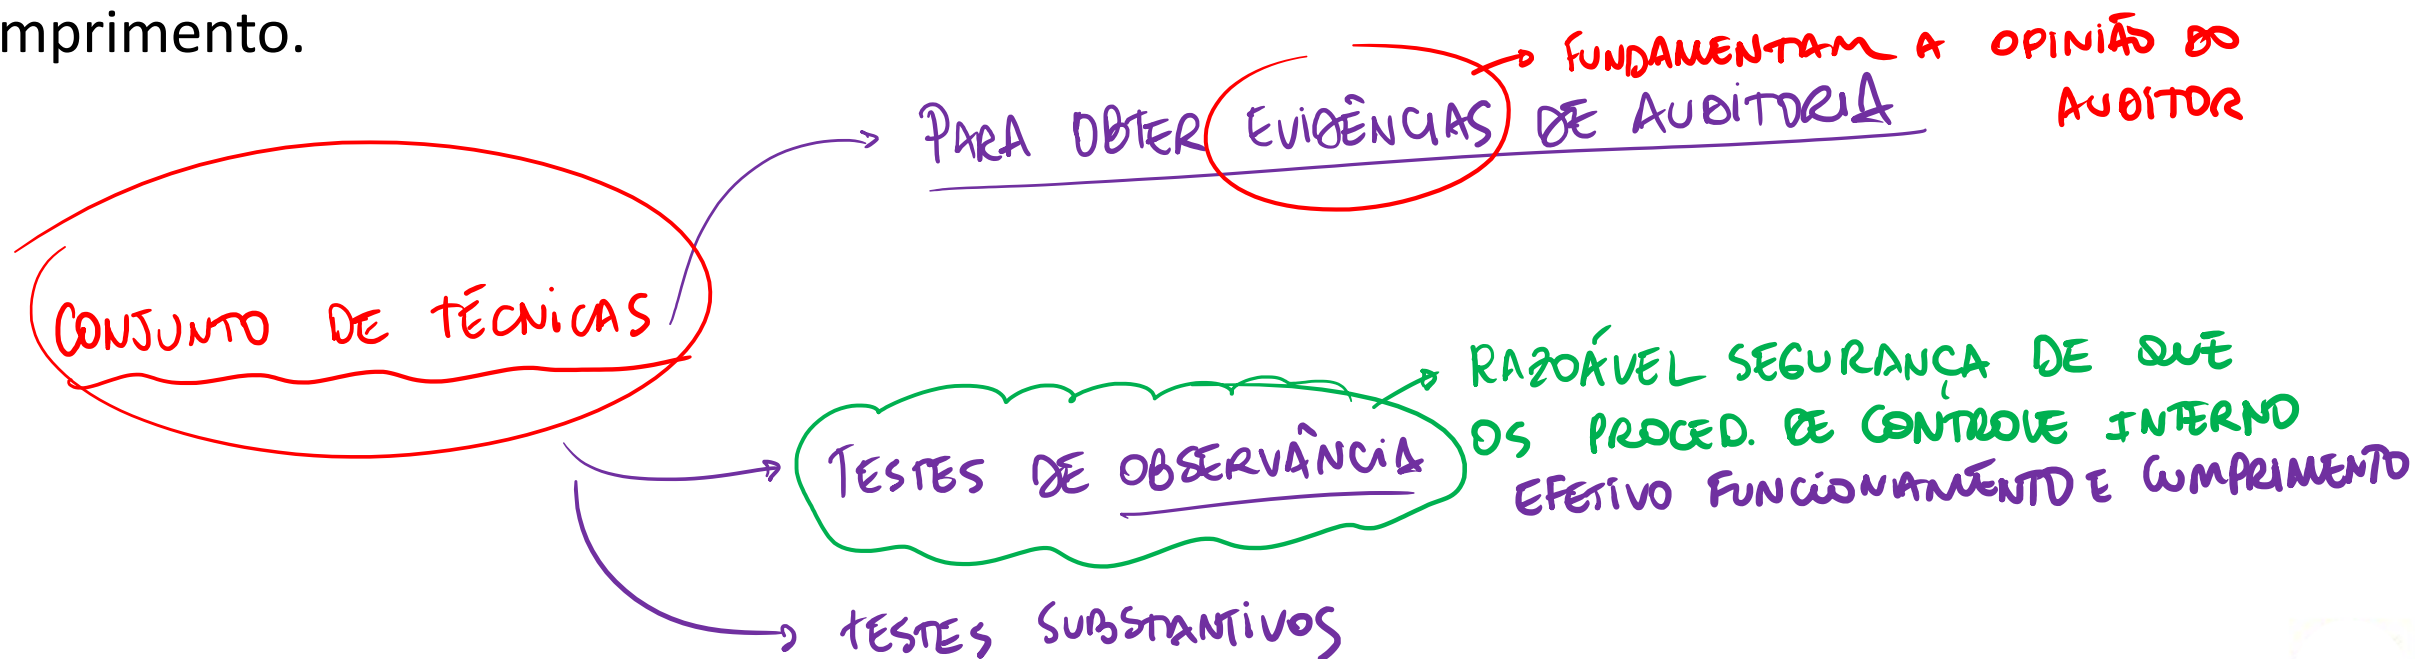 mprimento.
FUNDAMENTAM A OPINIÃO DO
AUDITOR
PARA OBTER EVIDÊNCIAS DE AUDITORIA
CONJUNTO DE TÉCNICAS
RAZOÁVEL SEGURANÇA DE QUE
OS PROCED. DE CONTROLE INTERNO
EFETIVO FUNCIONAMENTO E CUMPRIMENTO
TESTES DE OBSERVÂNCIA
TESTES SUBSTANTIVOS